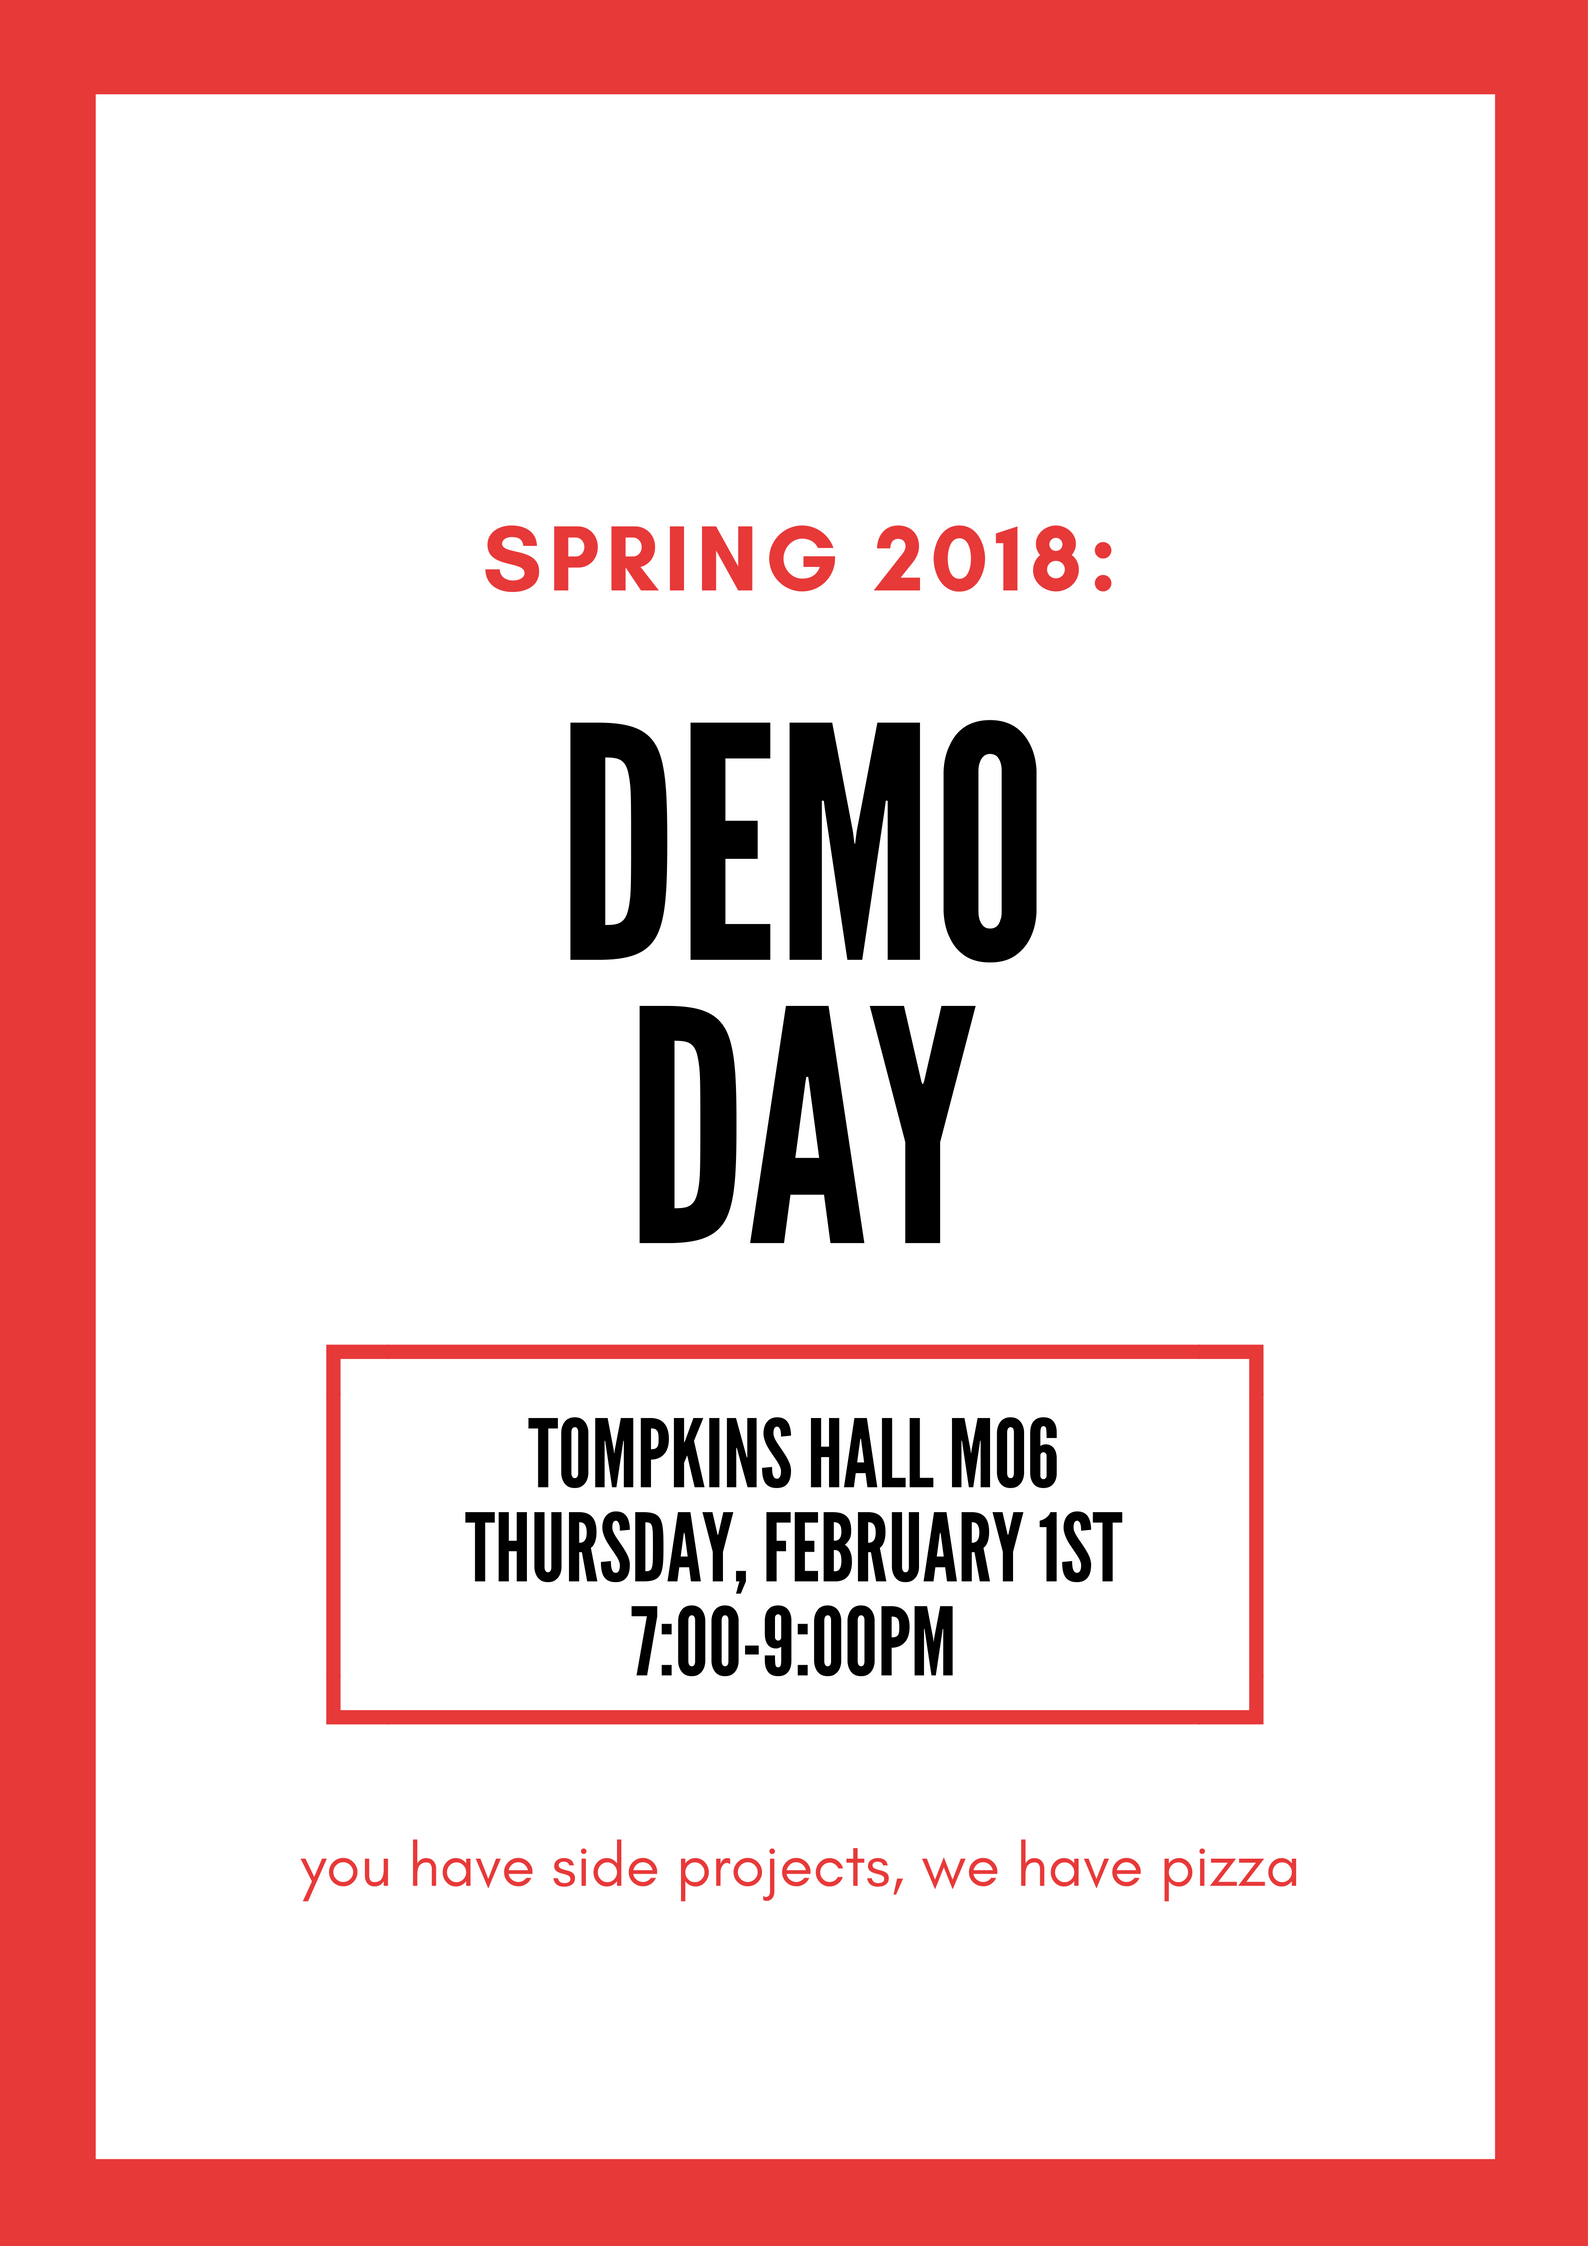 SPRING 2018:
DEMO
DAY
TOMPKINS HALL M06
THURSDAY, FEBRUARY 1ST
7:00-9:00PM
you have side projects, we have pizza